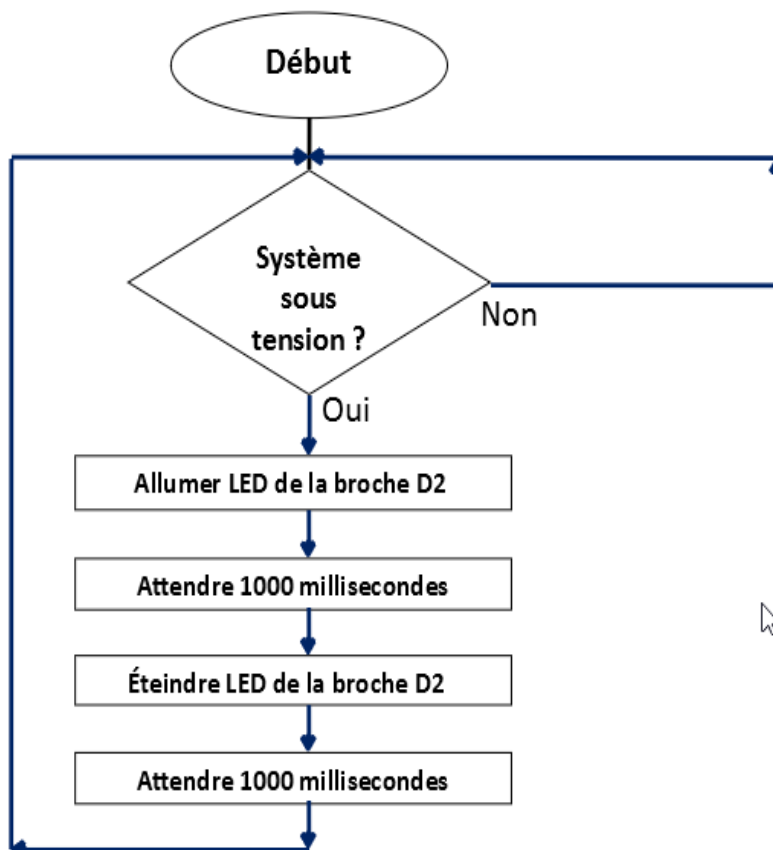 Début
Système
sous
tension ?
Non
Oui
Allumer LED de la broche D2
Attendre 1000 millisecondes
Éteindre LED de la broche D2
Attendre 1000 millisecondes